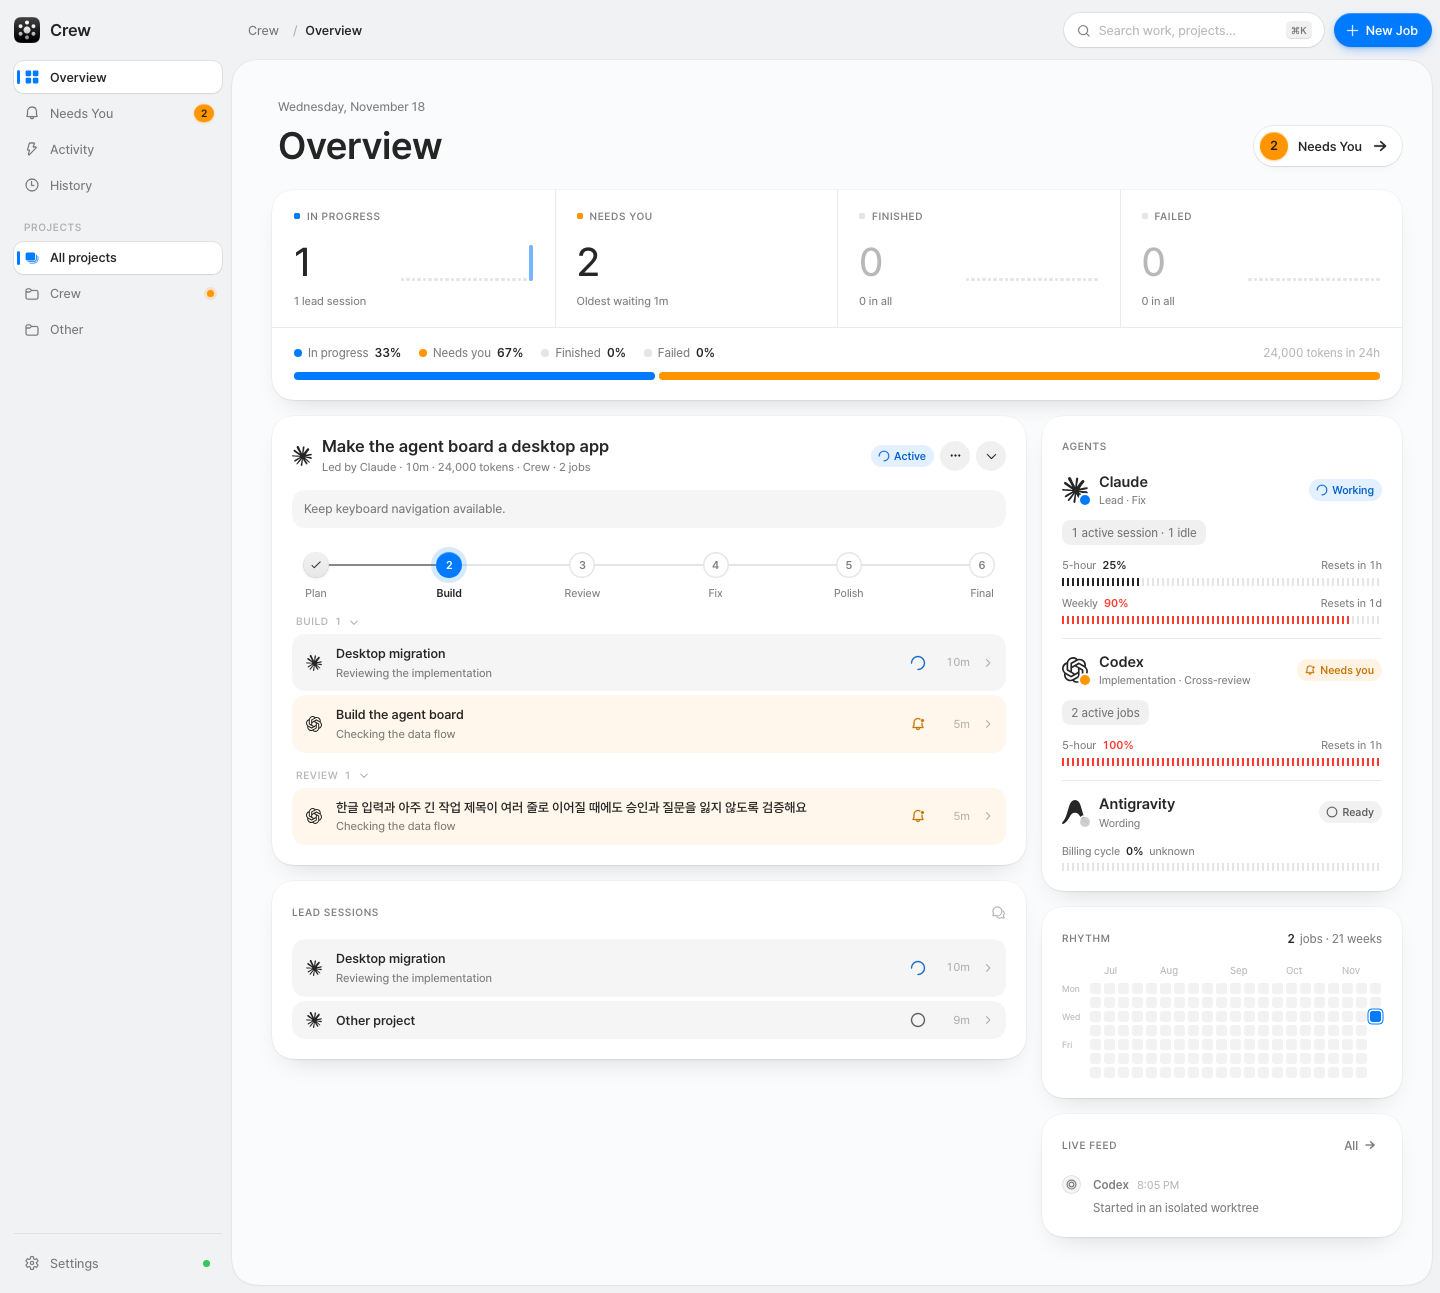 Crew
Crew / Overview
Search work, projects...
⌘K
New Job
Overview
Needs You
2
Activity
History
PROJECTS
All projects
Crew
Other
Settings
Wednesday, November 18
Overview
2 Needs You
IN PROGRESS
1
1 lead session
NEEDS YOU
2
Oldest waiting 1m
FINISHED
0
0 in all
FAILED
0
0 in all
In progress 33% Needs you 67% Finished 0% Failed 0%
24,000 tokens in 24h
Make the agent board a desktop app
Led by Claude · 10m · 24,000 tokens · Crew · 2 jobs
Active
Keep keyboard navigation available.
2 3 4 5 6
Plan Build Review Fix Polish Final
BUILD 1
Desktop migration
Reviewing the implementation
10m
Build the agent board
Checking the data flow
5m
REVIEW 1
한글 입력과 아주 긴 작업 제목이 여러 줄로 이어질 때에도 승인과 질문을 잃지 않도록 검증해요
Checking the data flow
5m
LEAD SESSIONS
Desktop migration
Reviewing the implementation
10m
Other project
9m
AGENTS
Claude
Lead · Fix
Working
1 active session · 1 idle
5-hour 25% Resets in 1h
Weekly 90% Resets in 1d
Codex
Implementation · Cross-review
Needs you
2 active jobs
5-hour 100% Resets in 1h
Antigravity
Wording
Ready
Billing cycle 0% unknown
RHYTHM
2 jobs · 21 weeks
Jul Aug Sep Oct Nov
Mon
Wed
Fri
LIVE FEED
All
Codex 8:05 PM
Started in an isolated worktree